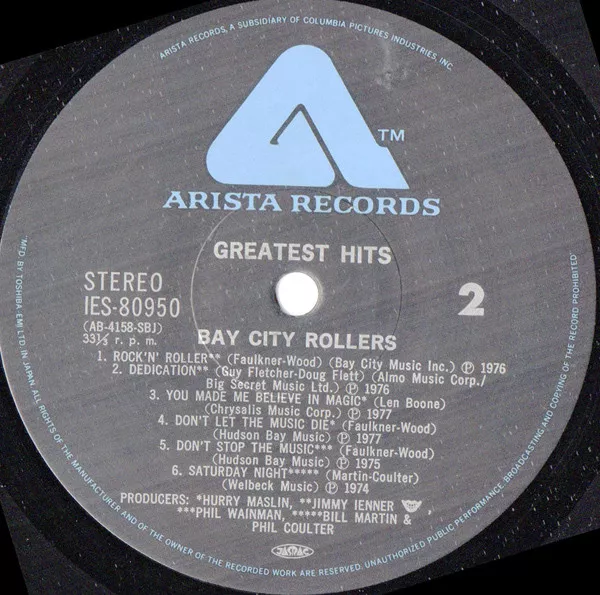 ARISTA RECORDS, A SUBSIDIARY OF COLUMBIA PICTURES INDUSTRIES, INC.
TM
ARISTA RECORDS
GREATEST HITS
STEREO
IES-80950
(AB-4158-SBJ)
33⅓ r. p. m.
2
BAY CITY ROLLERS
1. ROCK'N' ROLLER** (Faulkner-Wood) (Bay City Music Inc.) ℗ 1976
2. DEDICATION** (Guy Fletcher-Doug Flett) (Almo Music Corp./
Big Secret Music Ltd.) ℗ 1976
3. YOU MADE ME BELIEVE IN MAGIC* (Len Boone)
(Chrysalis Music Corp.) ℗ 1977
4. DON'T LET THE MUSIC DIE* (Faulkner-Wood)
(Hudson Bay Music) ℗ 1977
5. DON'T STOP THE MUSIC*** (Faulkner-Wood)
(Hudson Bay Music) ℗ 1975
6. SATURDAY NIGHT***** (Martin-Coulter)
(Welbeck Music) ℗ 1974
PRODUCERS: *HURRY MASLIN, **JIMMY IENNER,
***PHIL WAINMAN, *****BILL MARTIN &
PHIL COULTER
JASRAC
MFD. BY TOSHIBA EMI LTD. IN JAPAN. ALL RIGHTS OF THE MANUFACTURER AND OF THE OWNER OF THE RECORDED WORK ARE RESERVED. UNAUTHORIZED PUBLIC PERFORMANCE, BROADCASTING AND COPYING OF THE RECORD PROHIBITED